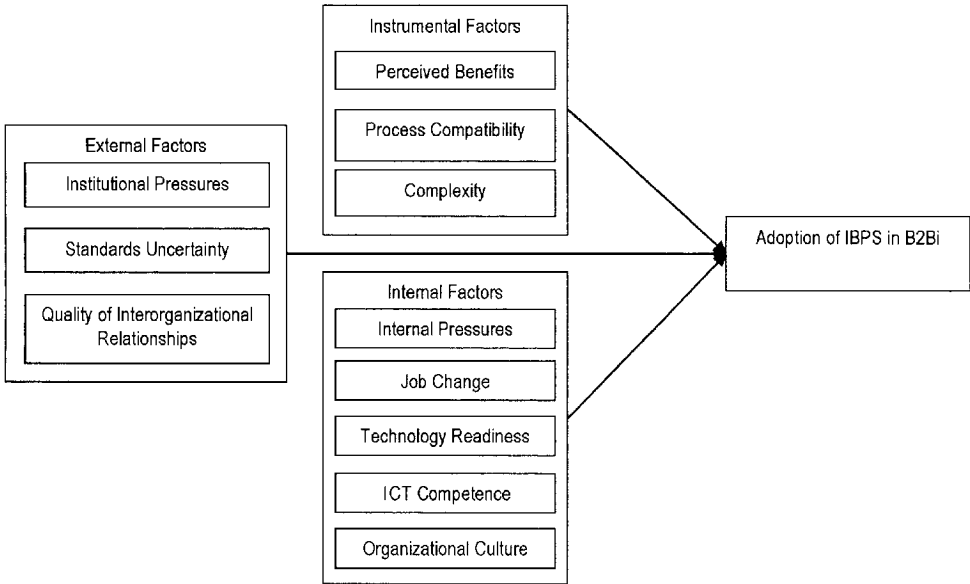 External Factors
Institutional Pressures
Standards Uncertainty
Quality of Interorganizational
Relationships
Instrumental Factors
Perceived Benefits
Process Compatibility
Complexity
Internal Factors
Internal Pressures
Job Change
Technology Readiness
ICT Competence
Organizational Culture
Adoption of IBPS in B2Bi